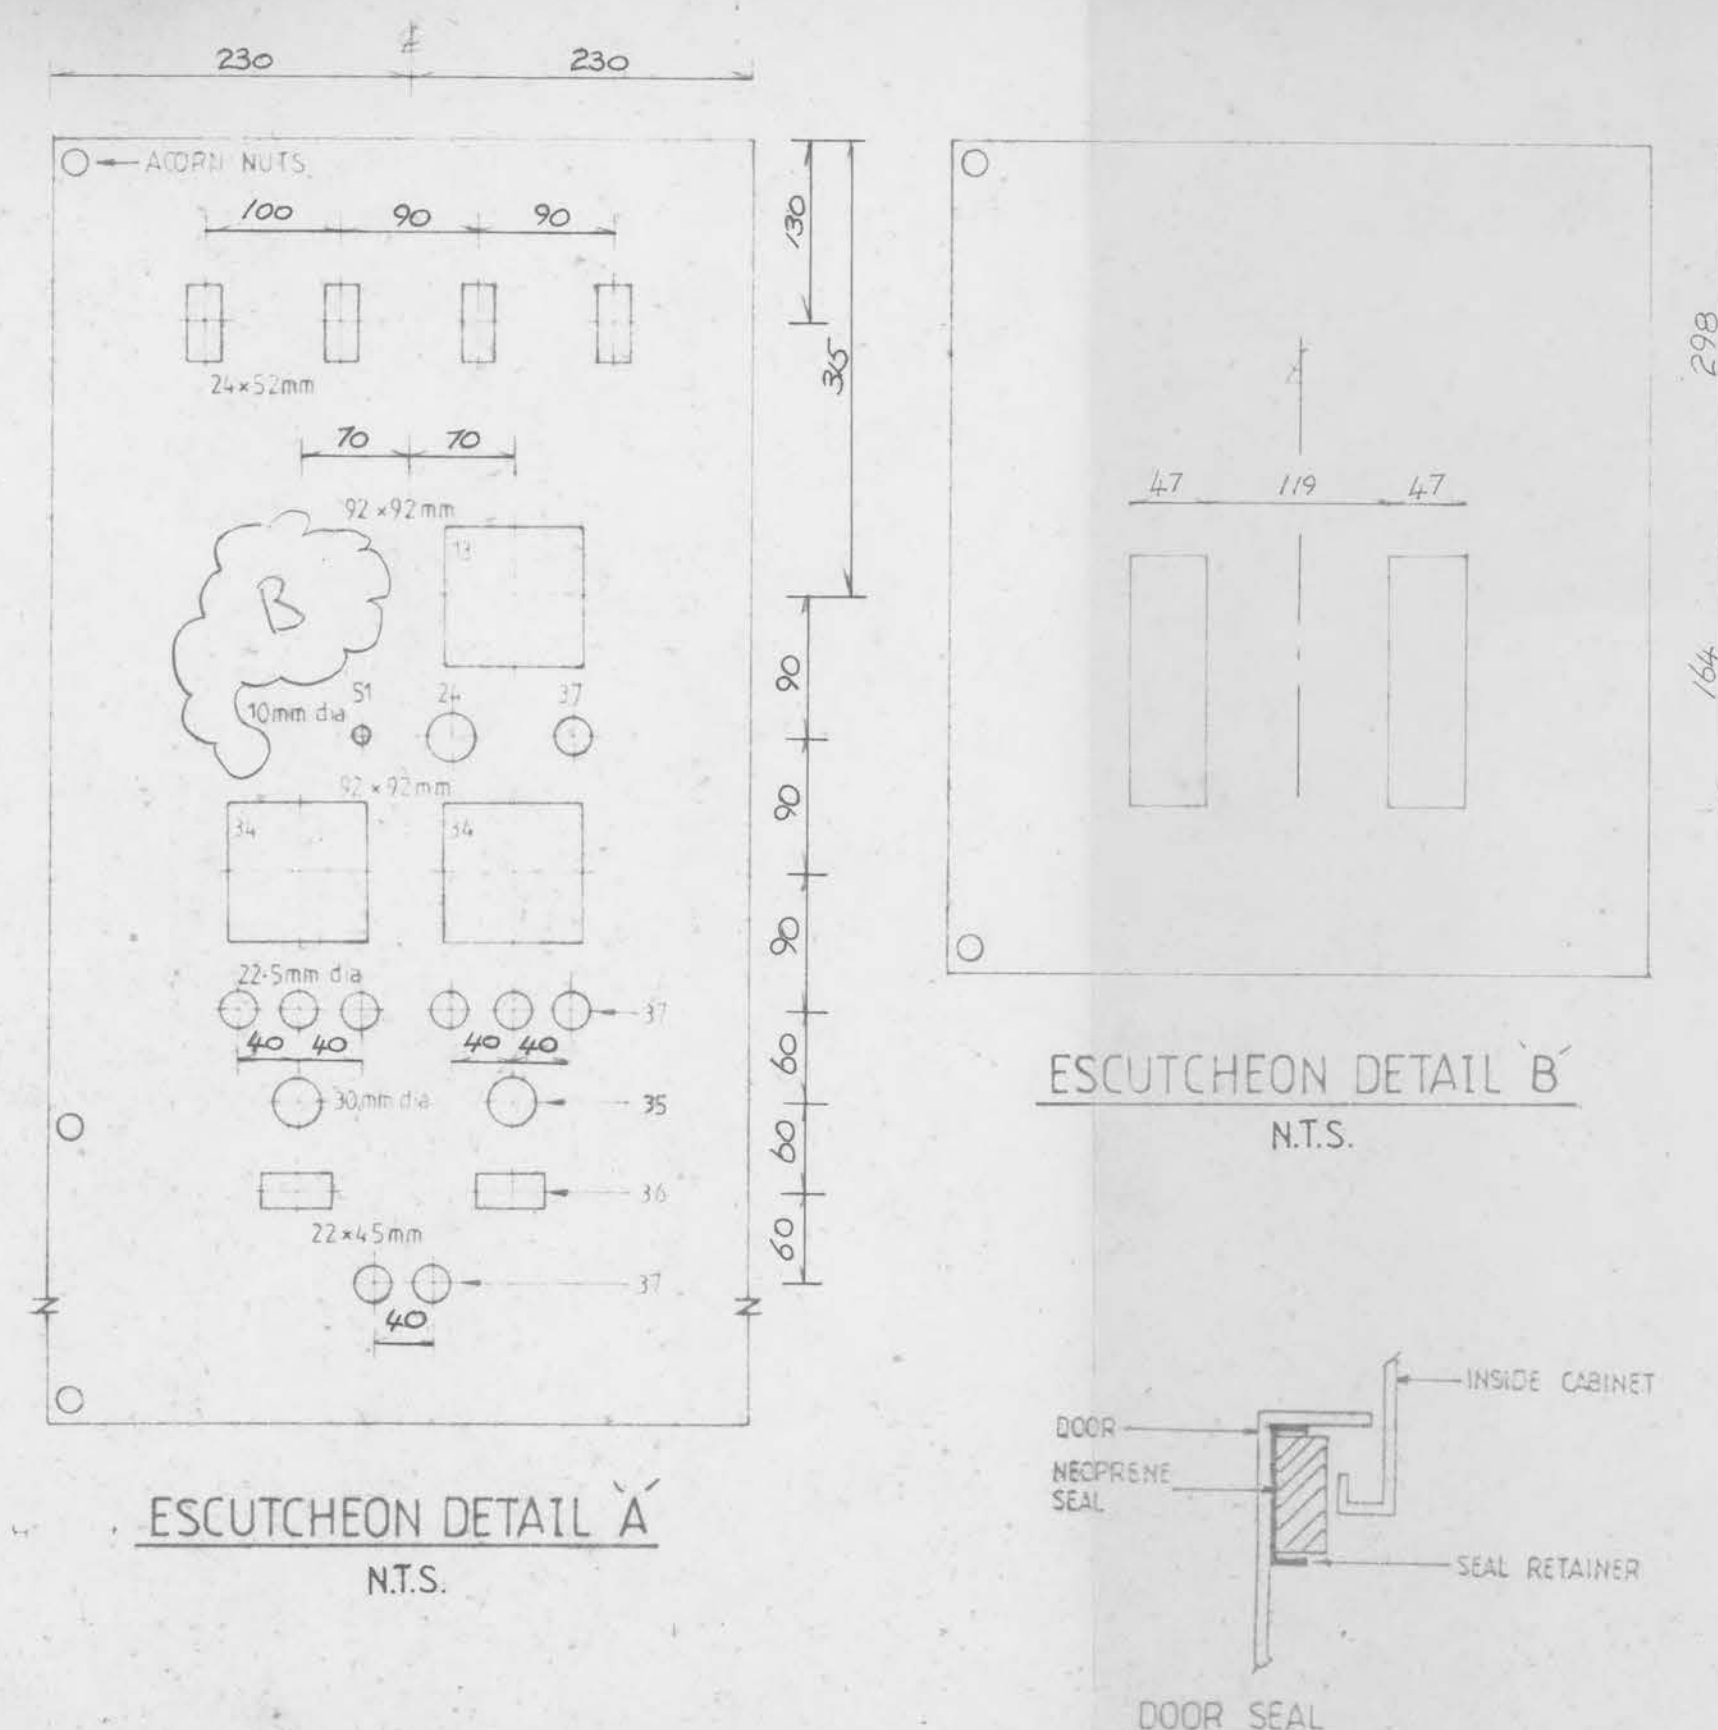 230 230
ACORN NUTS
100 90 90
130
365
24×52mm
70 70
92×92mm
13
B
51 24 37
10mm dia
90
92×92mm
90
34 34
90
22·5mm dia
37
40 40 40 40
60
30mm dia
35
60
36
22×45mm
60
37
40
ESCUTCHEON DETAIL 'A'
N.T.S.
298
47 119 47
164
ESCUTCHEON DETAIL 'B'
N.T.S.
INSIDE CABINET
DOOR
NEOPRENE
SEAL
SEAL RETAINER
DOOR SEAL